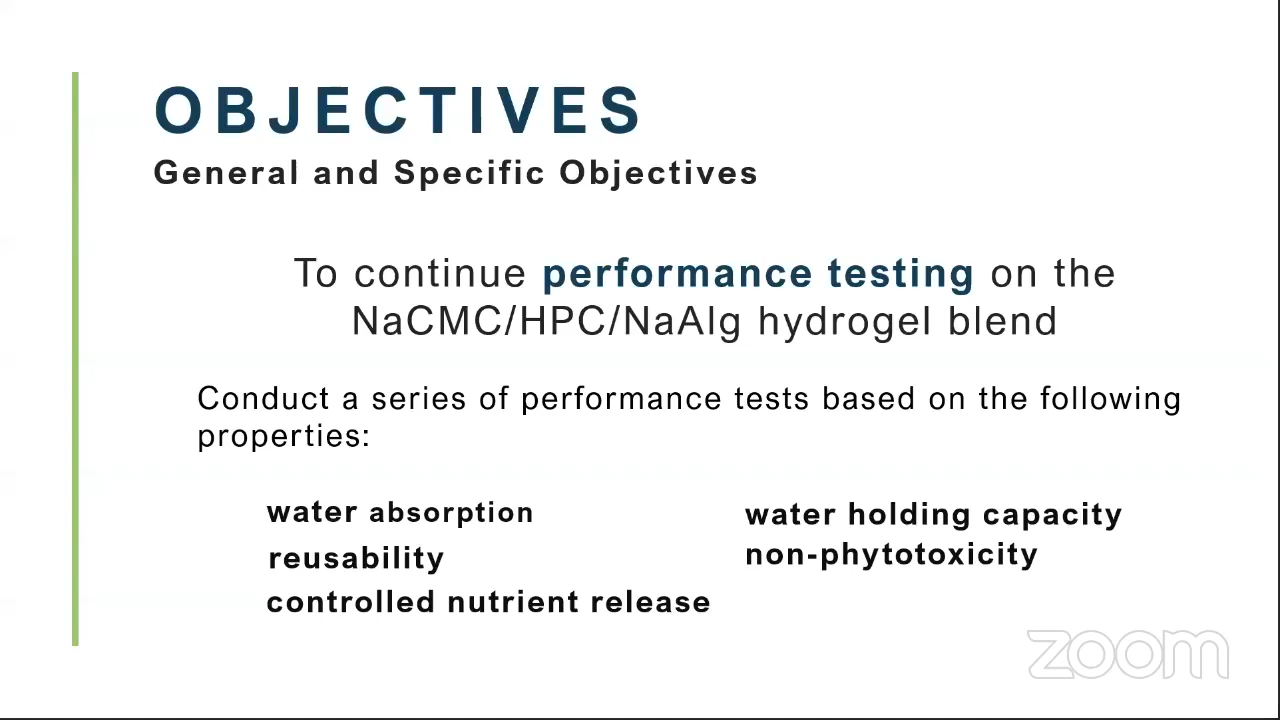 OBJECTIVES
General and Specific Objectives
To continue performance testing on the
NaCMC/HPC/NaAlg hydrogel blend
Conduct a series of performance tests based on the following
properties:
water absorption
reusability
controlled nutrient release
water holding capacity
non-phytotoxicity
zoom